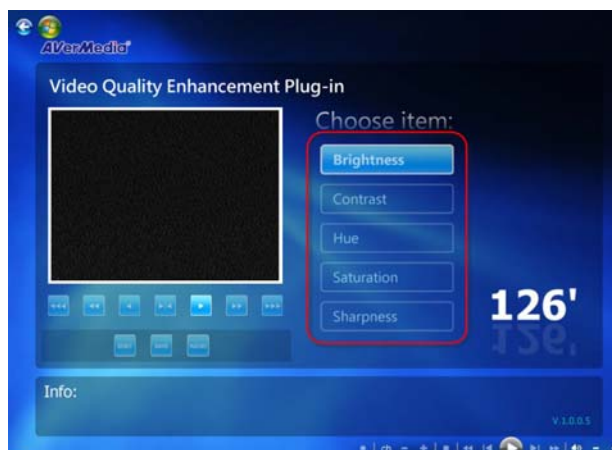 AVerMedia
Video Quality Enhancement Plug-in
Choose item:
Brightness
Contrast
Hue
Saturation
Sharpness
126'
Info:
V.1.0.0.5
ch